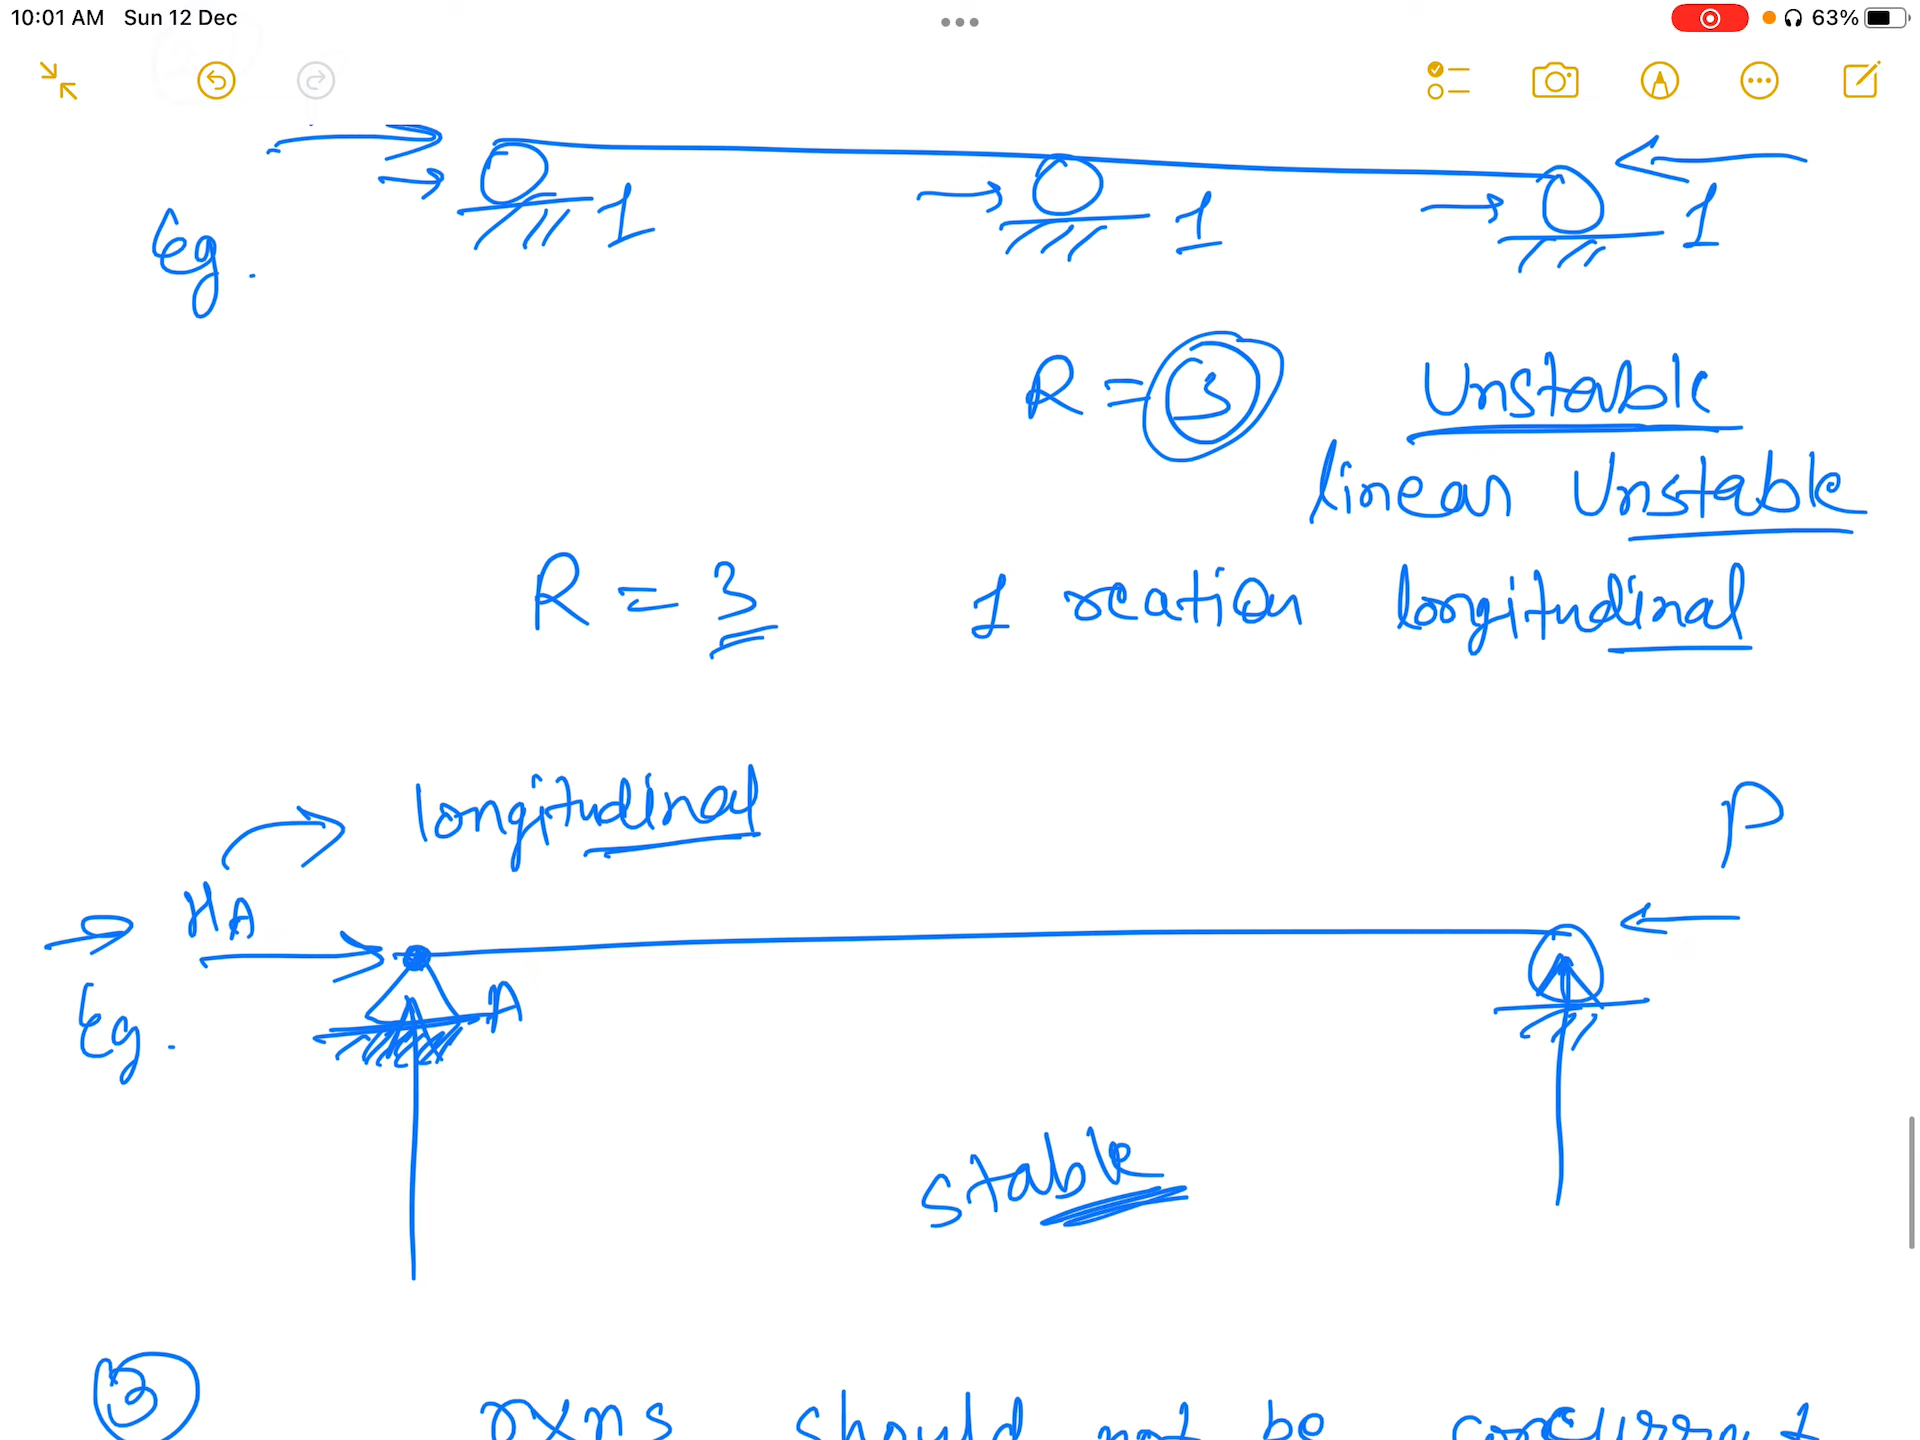 10:01 AM Sun 12 Dec 63%
1 1 1
Eg.
R = 3 Unstable
linear Unstable
R = 3 1 reation longitudinal
longitudinal
P
HA
A
Eg.
stable
3 rxns should not be concurrent